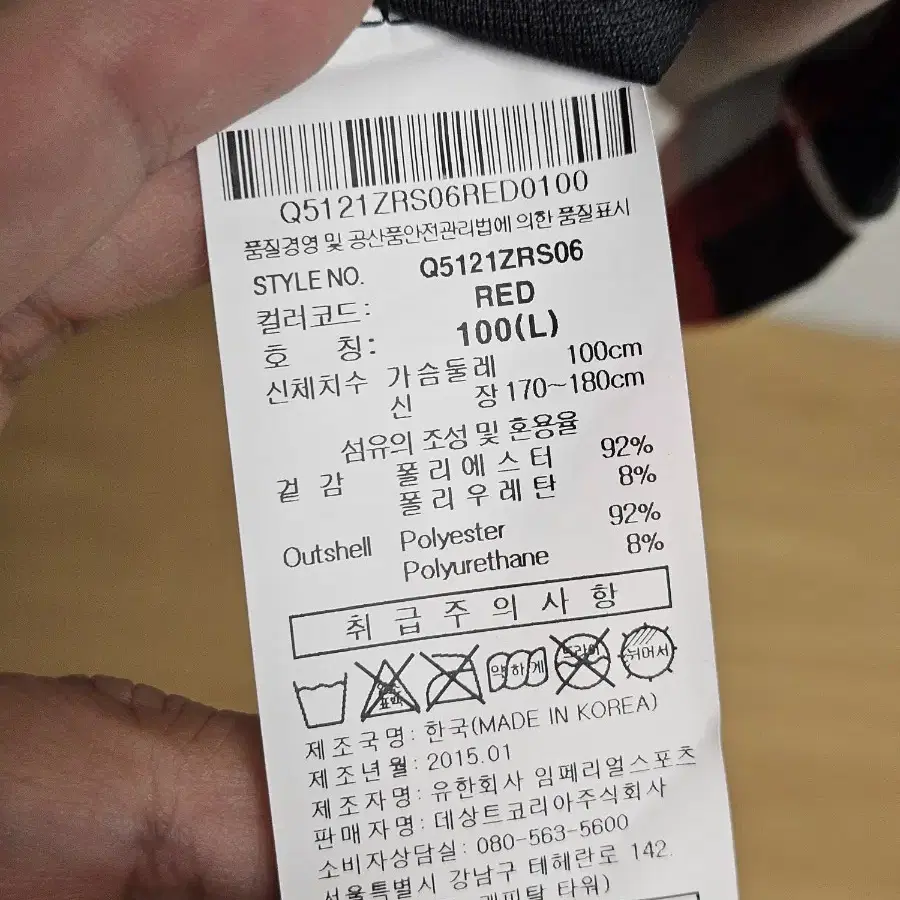 Q5121ZRS06RED0100
품질경영 및 공산품안전관리법에 의한 품질표시
STYLE NO. Q5121ZRS06
컬러코드: RED
호 칭: 100(L)
신체치수 가슴둘레 100cm
신 장 170~180cm
섬유의 조성 및 혼용율
겉 감 폴리에스터 92%
폴리우레탄 8%
Outshell Polyester 92%
Polyurethane 8%
취급주의사항
약하게 드라이 뉘어서
제조국명: 한국(MADE IN KOREA)
제조년월: 2015.01
제조자명: 유한회사 임페리얼스포츠
판매자명: 데상트코리아주식회사
소비자상담실: 080-563-5600
서울특별시 강남구 테헤란로 142.
타워)